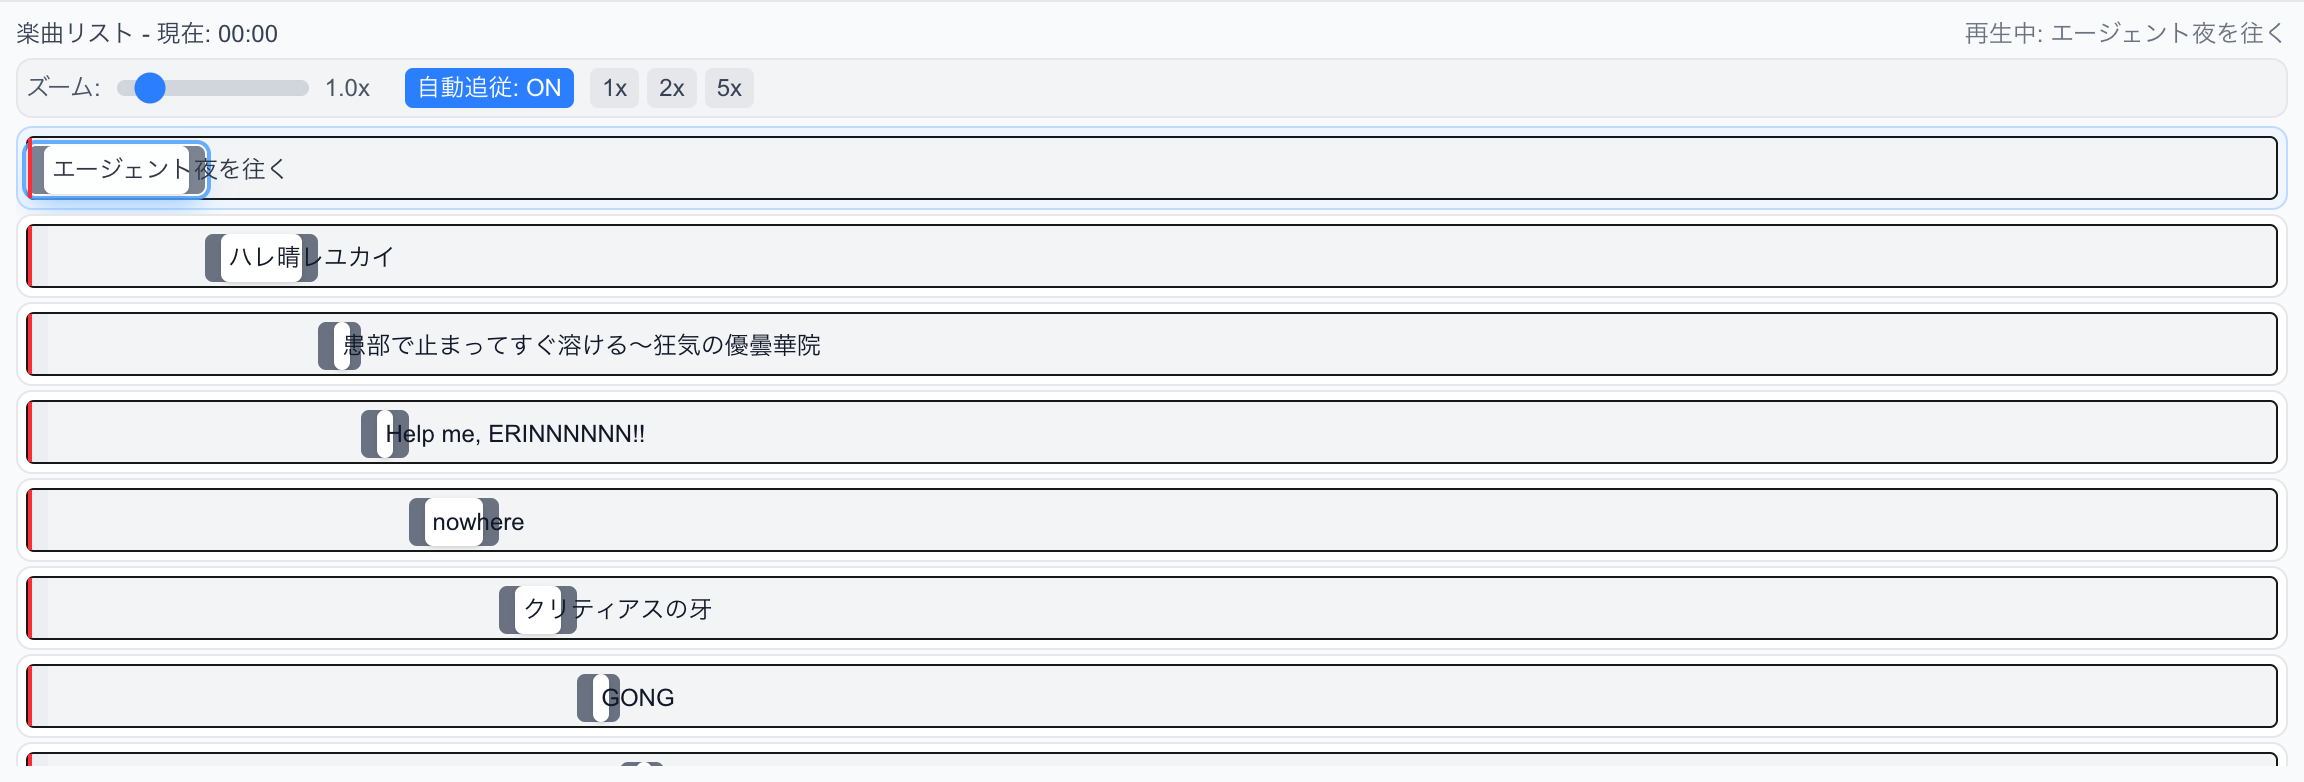 楽曲リスト - 現在: 00:00
再生中: エージェント夜を往く
ズーム: 1.0x 自動追従: ON 1x 2x 5x
エージェント夜を往く
ハレ晴レユカイ
患部で止まってすぐ溶ける～狂気の優曇華院
Help me, ERINNNNNN!!
nowhere
クリティアスの牙
GONG